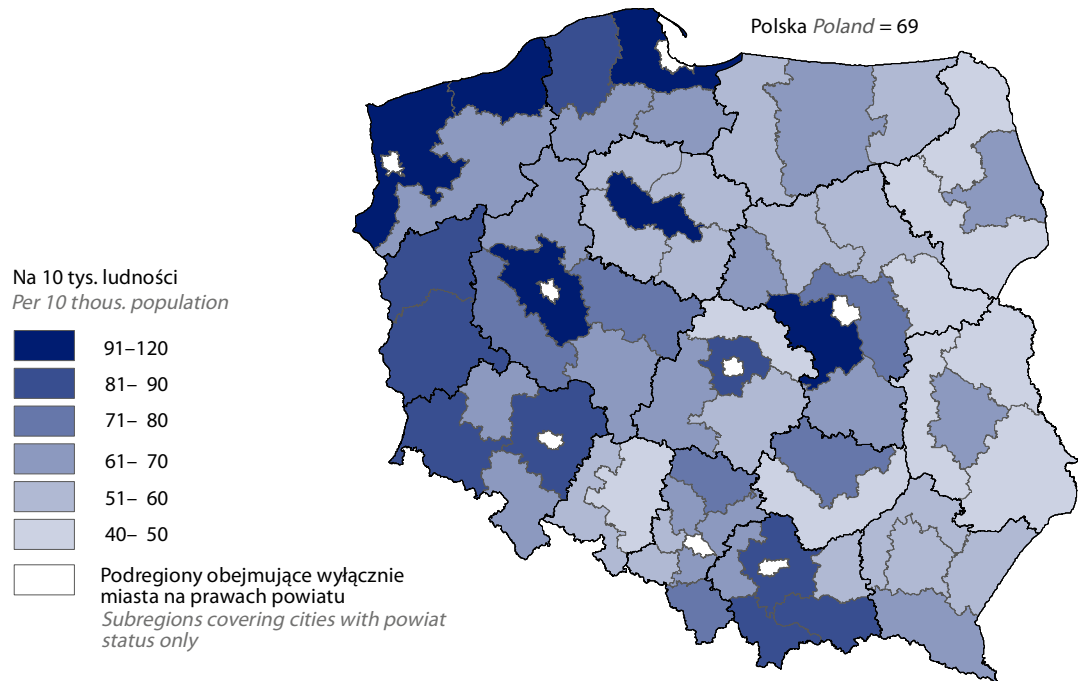 Polska Poland = 69
Na 10 tys. ludności
Per 10 thous. population
91–120
81– 90
71– 80
61– 70
51– 60
40– 50
Podregiony obejmujące wyłącznie
miasta na prawach powiatu
Subregions covering cities with powiat
status only